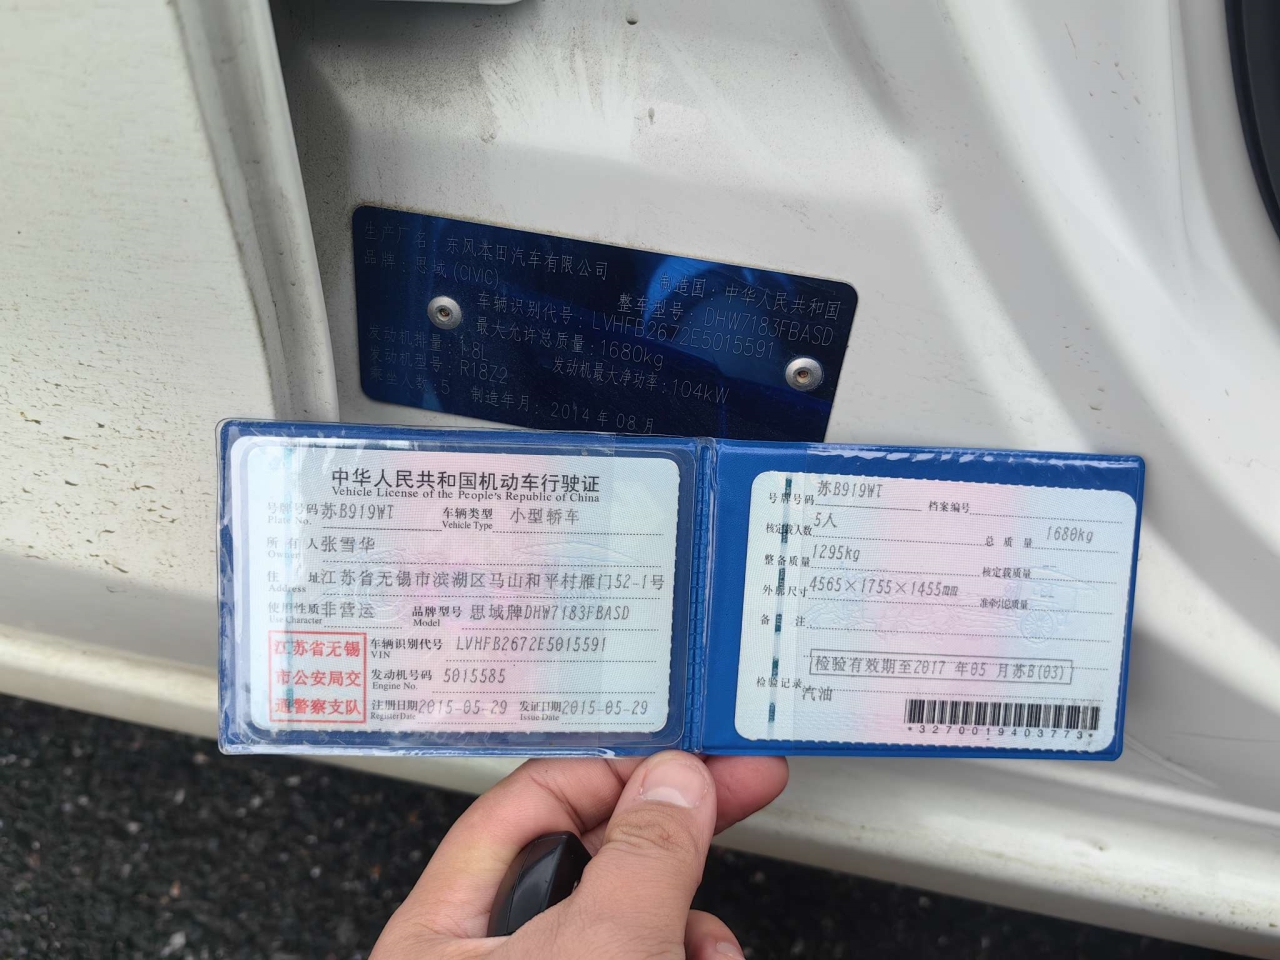 生产厂名：东风本田汽车有限公司
制造国：中华人民共和国
品牌：思域(CIVIC)
整车型号：DHW7183FBASD
车辆识别代号：LVHFB2672E5015591
最大允许总质量：1680kg
发动机排量：1.8L
发动机最大净功率：104kW
发动机型号：R18Z2
乘坐人数：5
制造年月：2014年08月
中华人民共和国机动车行驶证
Vehicle License of the People's Republic of China
号牌号码 苏B919WT 车辆类型 小型轿车
Plate No. Vehicle Type
所有人 张雪华
Owner
住址 江苏省无锡市滨湖区马山和平村雁门52-1号
Address
使用性质 非营运 品牌型号 思域牌DHW7183FBASD
Use Character Model
江苏省无锡
市公安局交
通警察支队
车辆识别代号 LVHFB2672E5015591
VIN
发动机号码 5015585
Engine No.
注册日期 2015-05-29 发证日期 2015-05-29
Register Date Issue Date
号牌号码 苏B919WT 档案编号
核定载人数 5人 总质量 1680kg
整备质量 1295kg 核定载质量
外廓尺寸 4565×1755×1455mm 准牵引总质量
备注
检验有效期至2017年05月苏B(03)
检验记录
汽油
*3270019403773*